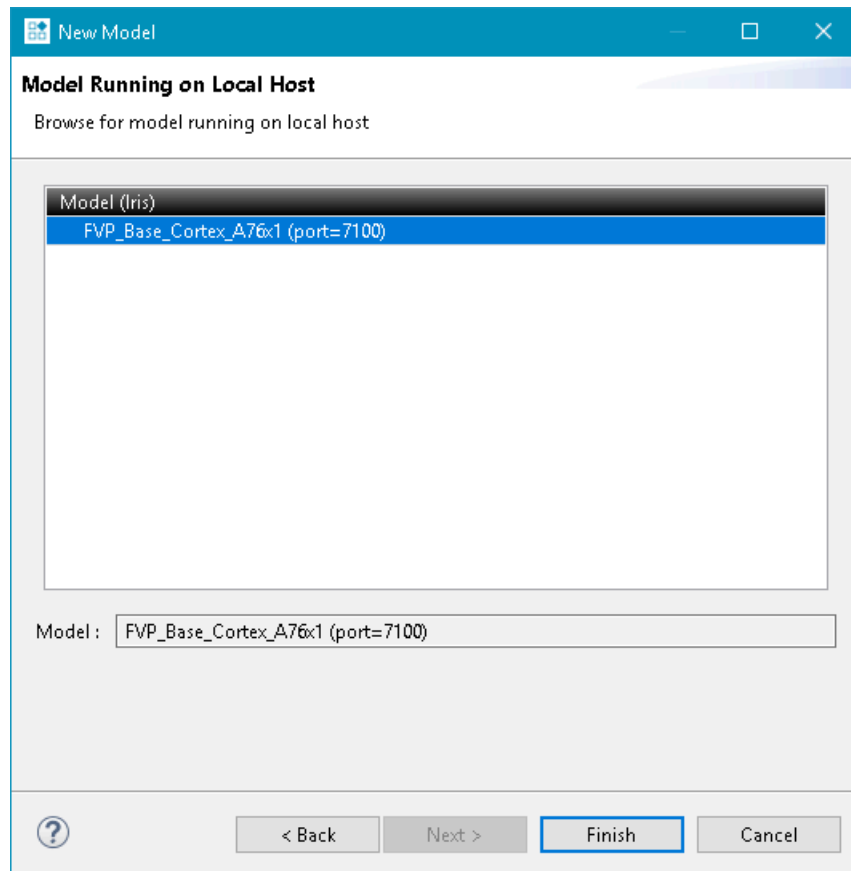 New Model
Model Running on Local Host
Browse for model running on local host
Model (Iris)
FVP_Base_Cortex_A76x1 (port=7100)
Model : FVP_Base_Cortex_A76x1 (port=7100)
? < Back Next > Finish Cancel